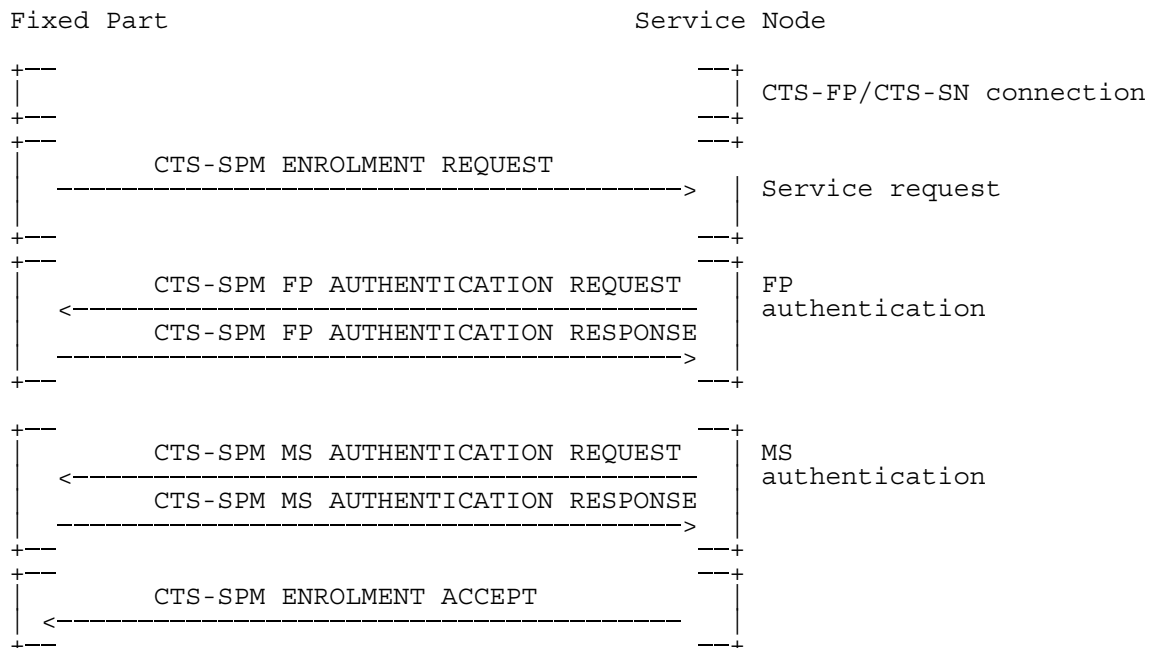 Fixed Part Service Node
CTS-FP/CTS-SN connection
CTS-SPM ENROLMENT REQUEST
Service request
CTS-SPM FP AUTHENTICATION REQUEST FP
authentication
CTS-SPM FP AUTHENTICATION RESPONSE
CTS-SPM MS AUTHENTICATION REQUEST MS
authentication
CTS-SPM MS AUTHENTICATION RESPONSE
CTS-SPM ENROLMENT ACCEPT